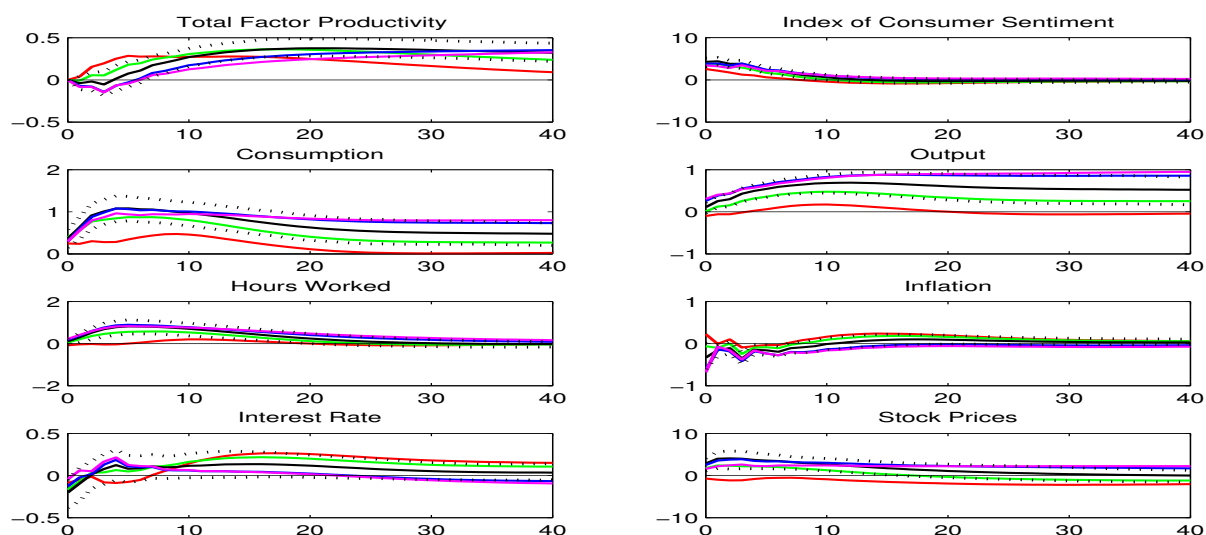 Total Factor Productivity
0.5
0
−0.5
0 10 20 30 40
Index of Consumer Sentiment
10
0
−10
0 10 20 30 40
Consumption
2
1
0
0 10 20 30 40
Output
1
0
−1
0 10 20 30 40
Hours Worked
2
0
−2
0 10 20 30 40
Inflation
1
0
−1
0 10 20 30 40
Interest Rate
0.5
0
−0.5
0 10 20 30 40
Stock Prices
10
0
−10
0 10 20 30 40